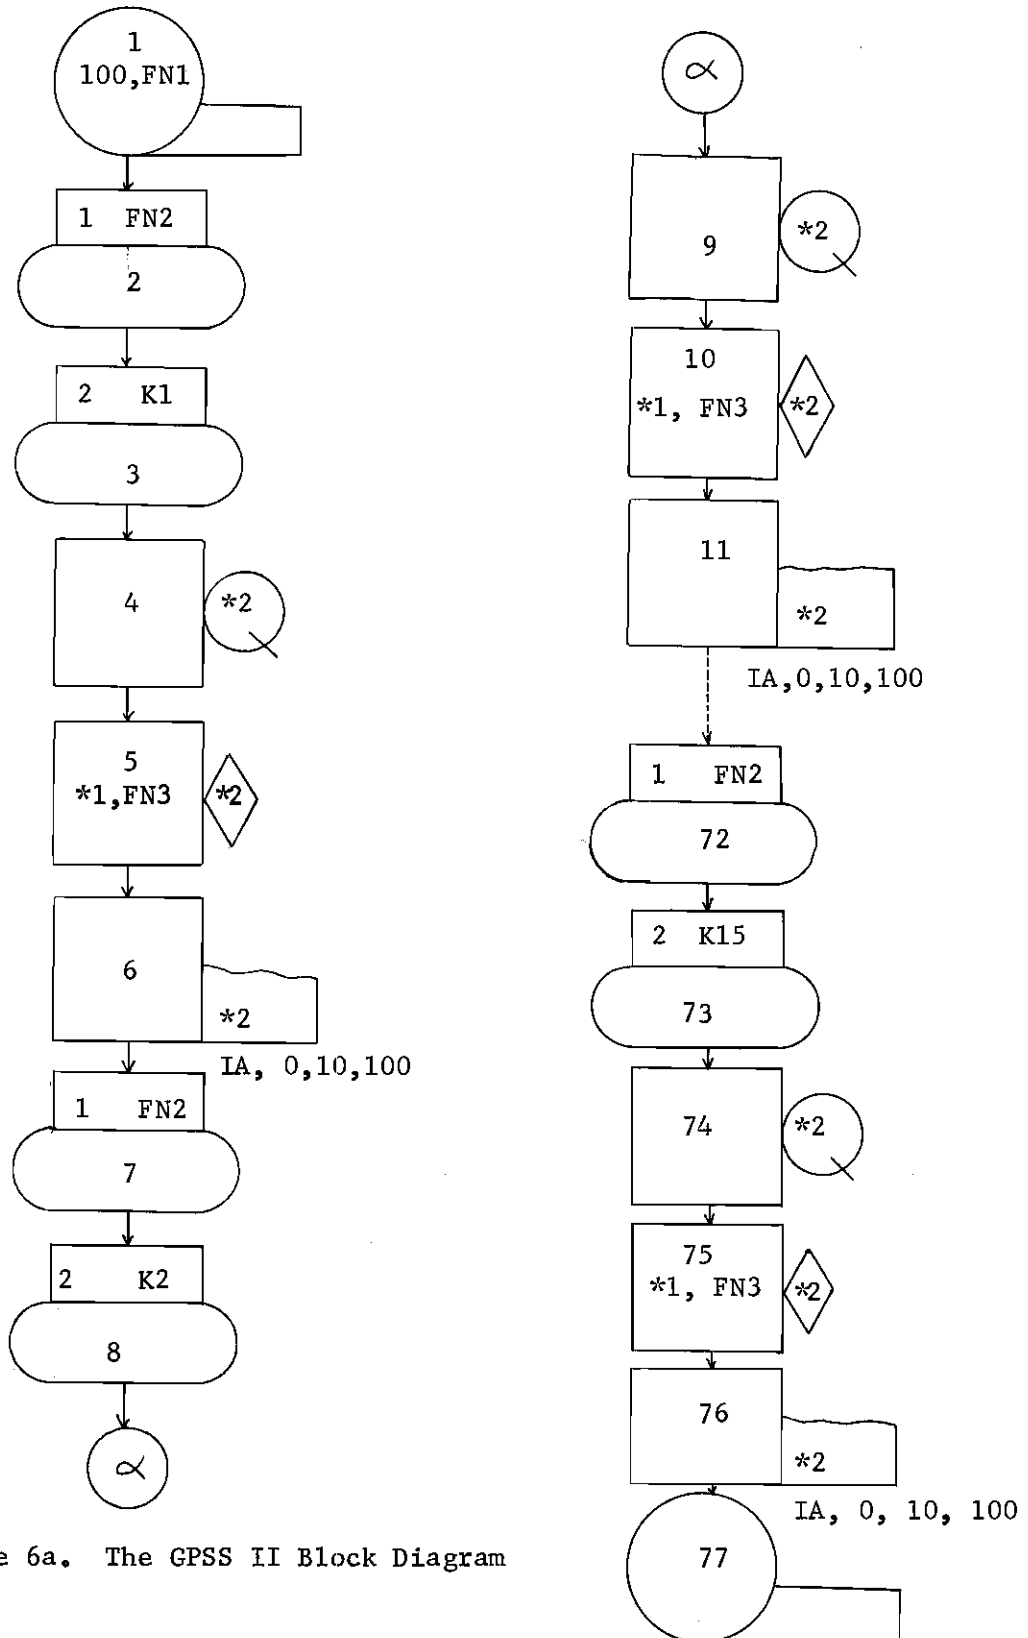 1
100,FN1
1 FN2
2
2 K1
3
4
*2
5
*1,FN3
*2
6
*2
IA, 0,10,100
1 FN2
7
2 K2
8
α
e 6a. The GPSS II Block Diagram
α
9
*2
10
*1, FN3
*2
11
*2
IA,0,10,100
1 FN2
72
2 K15
73
74
*2
75
*1, FN3
*2
76
*2
IA, 0, 10, 100
77